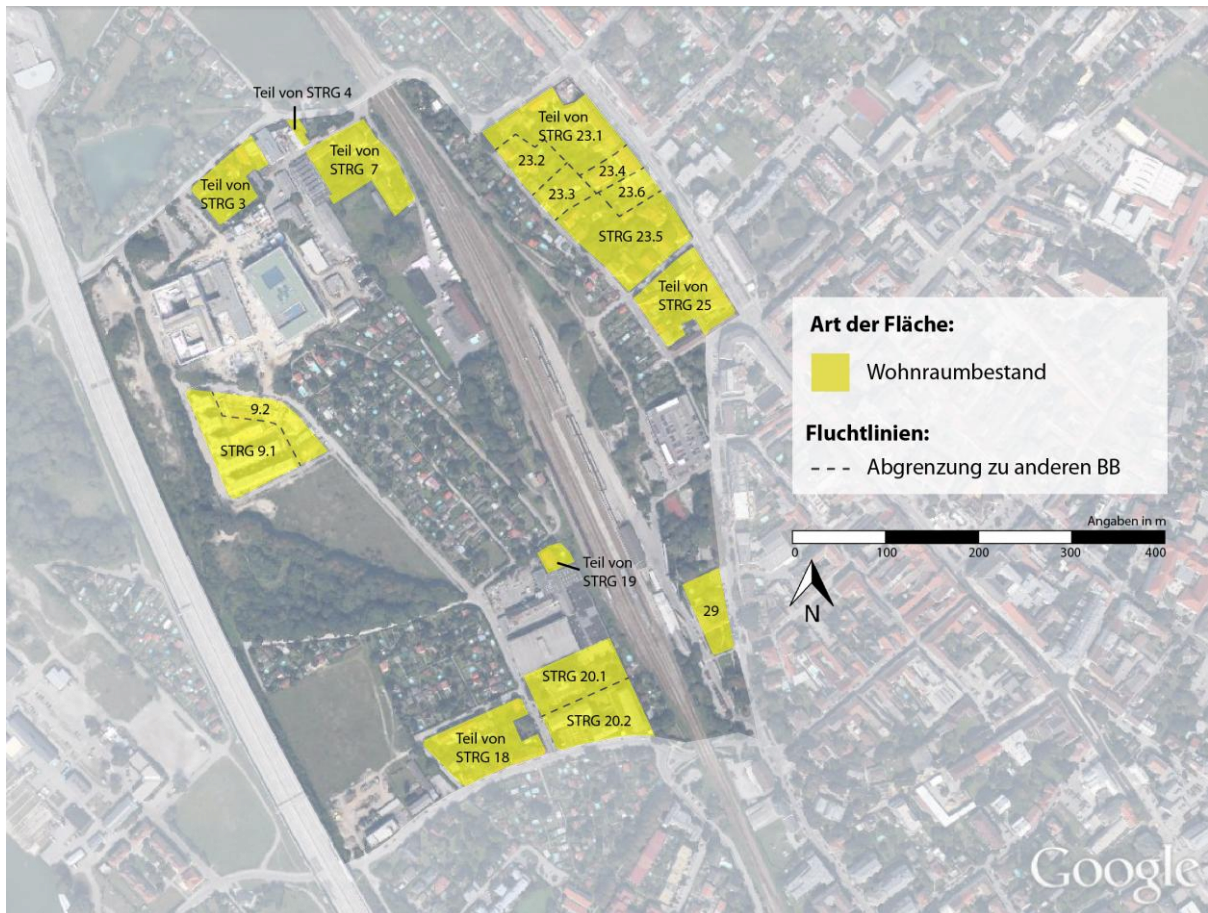 Teil von STRG 4
Teil von
STRG 3
Teil von
STRG 7
Teil von
STRG 23.1
23.2
23.4
23.3
23.6
STRG 23.5
Teil von
STRG 25
9.2
STRG 9.1
Teil von
STRG 19
29
STRG 20.1
STRG 20.2
Teil von
STRG 18
Art der Fläche:
Wohnraumbestand
Fluchtlinien:
Abgrenzung zu anderen BB
Angaben in m
0 100 200 300 400
N
Google